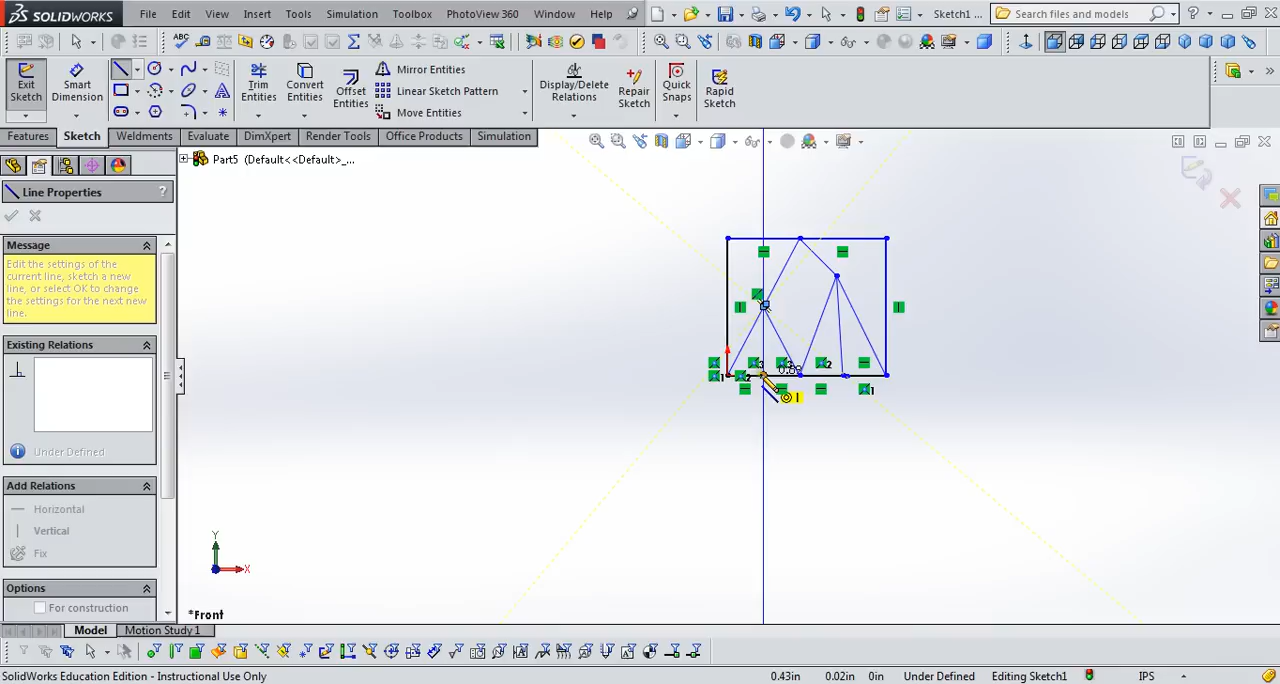 SOLIDWORKS File Edit View Insert Tools Simulation Toolbox PhotoView 360 Window Help Sketch1 ... Search files and models
Exit Sketch
Smart Dimension
Trim Entities
Convert Entities
Offset Entities
Mirror Entities
Linear Sketch Pattern
Move Entities
Display/Delete Relations
Repair Sketch
Quick Snaps
Rapid Sketch
Features Sketch Weldments Evaluate DimXpert Render Tools Office Products Simulation
Part5 (Default<<Default>_...
Line Properties ?
Message
Edit the settings of the
current line, sketch a new
line, or select OK to change
the settings for the next new
line.
Existing Relations
Under Defined
Add Relations
Horizontal
Vertical
Fix
Options
For construction
Y
X
*Front
Model Motion Study 1
SolidWorks Education Edition - Instructional Use Only 0.43in 0.02in 0in Under Defined Editing Sketch1 IPS